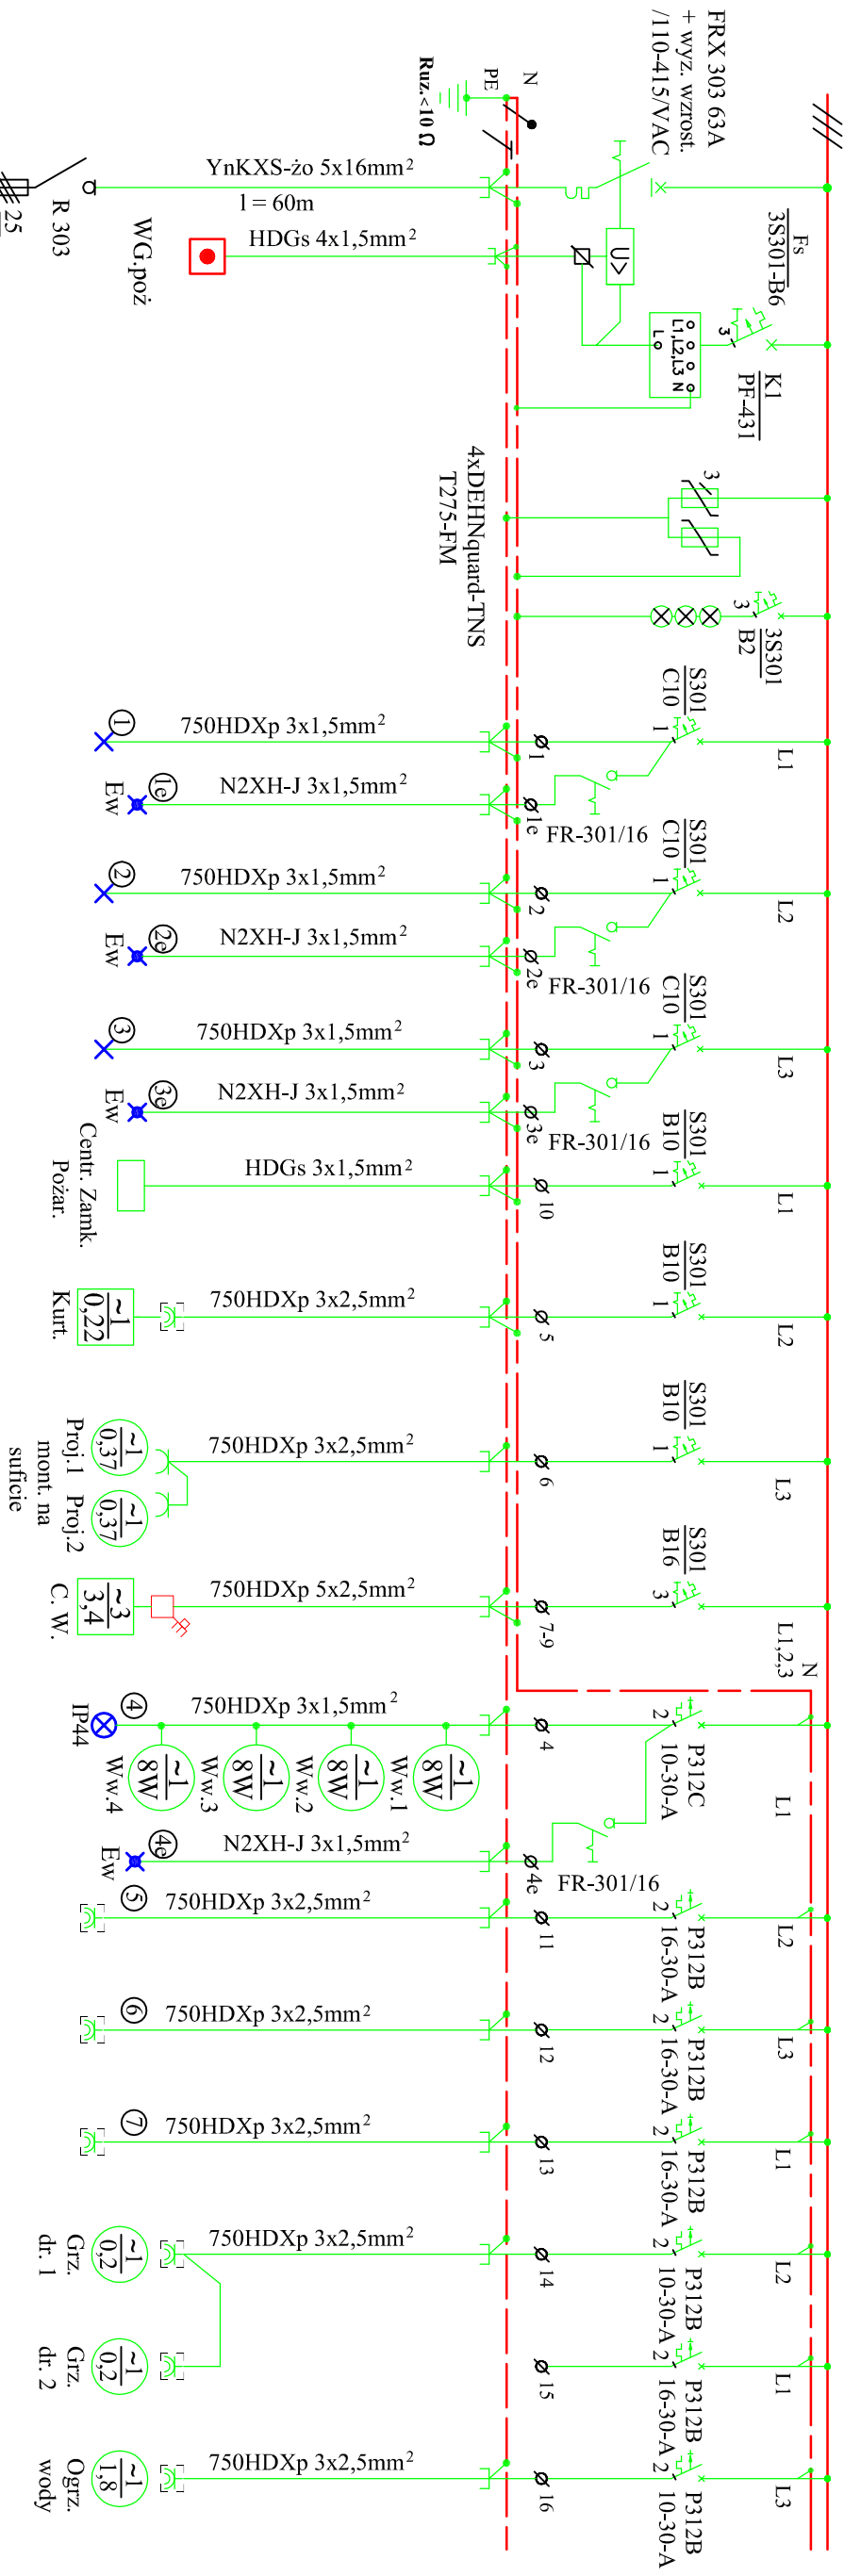 FRX 303 63A
+ wyz. wzrost.
/110-415/VAC
N
PE
Ruz.<10 Ω
YnKXS-żo 5x16mm²
l = 60m
R 303
25
HDGs 4x1,5mm²
WG.poż
U>
Fs
3S301-B6
3
K1
PF-431
L1,L2,L3 N
L
4xDEHNquard-TNS
T275-FM
3
3S301
B2
3
S301
C10
1
L1
1
750HDXp 3x1,5mm²
1
FR-301/16
1e
N2XH-J 3x1,5mm²
1e
Ew
S301
C10
1
L2
2
750HDXp 3x1,5mm²
2
FR-301/16
2e
N2XH-J 3x1,5mm²
2e
Ew
S301
C10
1
L3
3
750HDXp 3x1,5mm²
3
FR-301/16
3e
N2XH-J 3x1,5mm²
3e
Ew
S301
B10
1
L1
10
HDGs 3x1,5mm²
Centr. Zamk.
Pożar.
S301
B10
1
L2
5
750HDXp 3x2,5mm²
~1
0,22
Kurt.
S301
B10
1
L3
6
750HDXp 3x2,5mm²
~1
0,37
~1
0,37
Proj.1 Proj.2
mont. na
suficie
S301
B16
3
L1,2,3
N
7-9
750HDXp 5x2,5mm²
~3
3,4
C. W.
P312C
10-30-A
2
L1
4
750HDXp 3x1,5mm²
4
IP44
~1
8W
Ww.4
~1
8W
Ww.3
~1
8W
Ww.2
~1
8W
Ww.1
FR-301/16
4e
N2XH-J 3x1,5mm²
4e
Ew
P312B
16-30-A
2
L2
11
750HDXp 3x2,5mm²
5
P312B
16-30-A
2
L3
12
750HDXp 3x2,5mm²
6
P312B
16-30-A
2
L1
13
750HDXp 3x2,5mm²
7
P312B
10-30-A
2
L2
14
750HDXp 3x2,5mm²
~1
0,2
Grz.
dr. 1
P312B
16-30-A
2
L1
15
~1
0,2
Grz.
dr. 2
P312B
10-30-A
2
L3
16
750HDXp 3x2,5mm²
~1
1,8
Ogrz.
wody